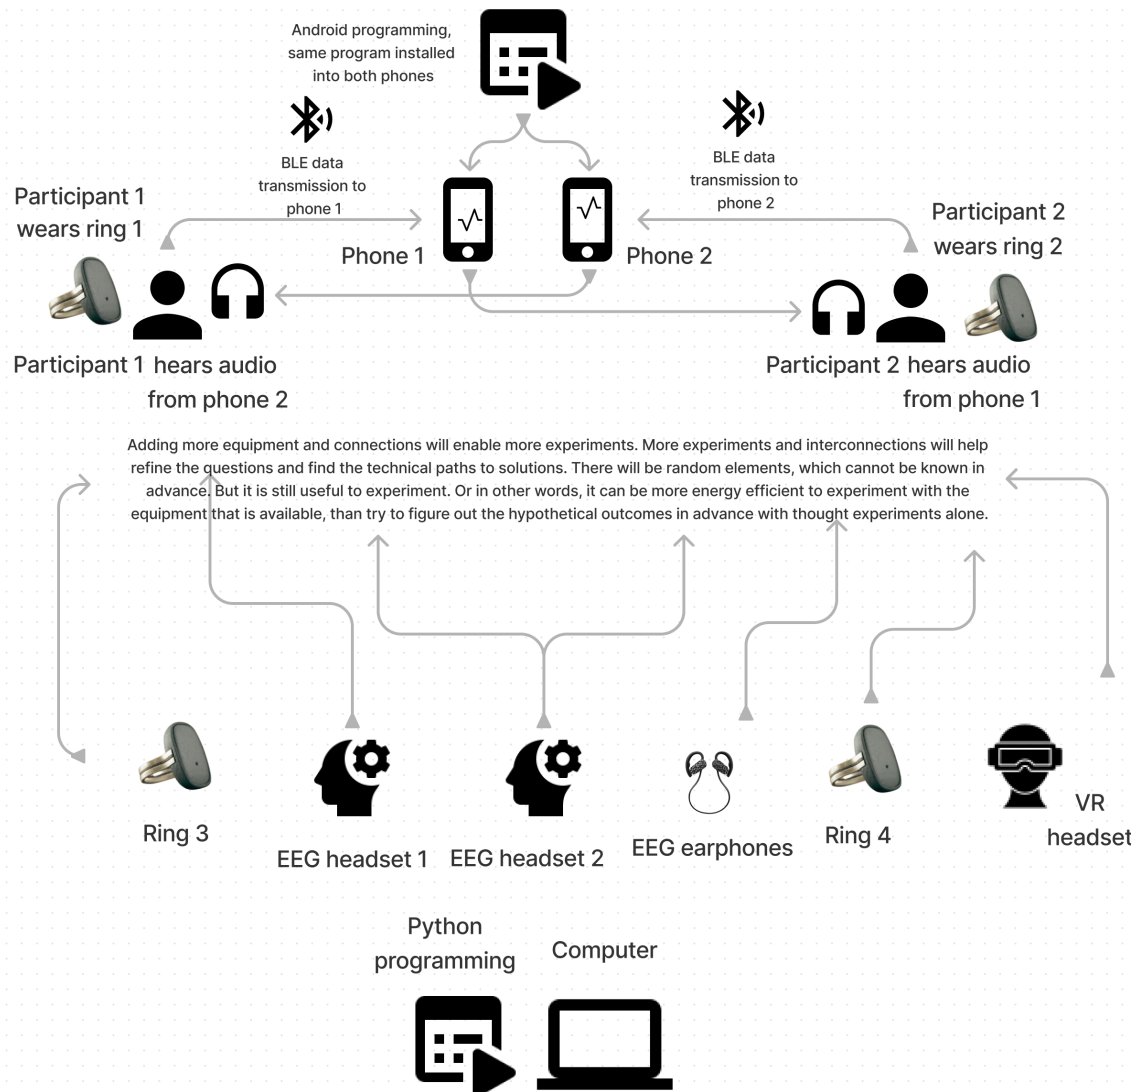 Android programming,
same program installed
into both phones
BLE data
transmission to
phone 1
BLE data
transmission to
phone 2
Participant 1
wears ring 1
Phone 1
Phone 2
Participant 2
wears ring 2
Participant 1 hears audio
from phone 2
Participant 2 hears audio
from phone 1
Adding more equipment and connections will enable more experiments. More experiments and interconnections will help
refine the questions and find the technical paths to solutions. There will be random elements, which cannot be known in
advance. But it is still useful to experiment. Or in other words, it can be more energy efficient to experiment with the
equipment that is available, than try to figure out the hypothetical outcomes in advance with thought experiments alone.
Ring 3
EEG headset 1
EEG headset 2
EEG earphones
Ring 4
VR
headset
Python
programming
Computer